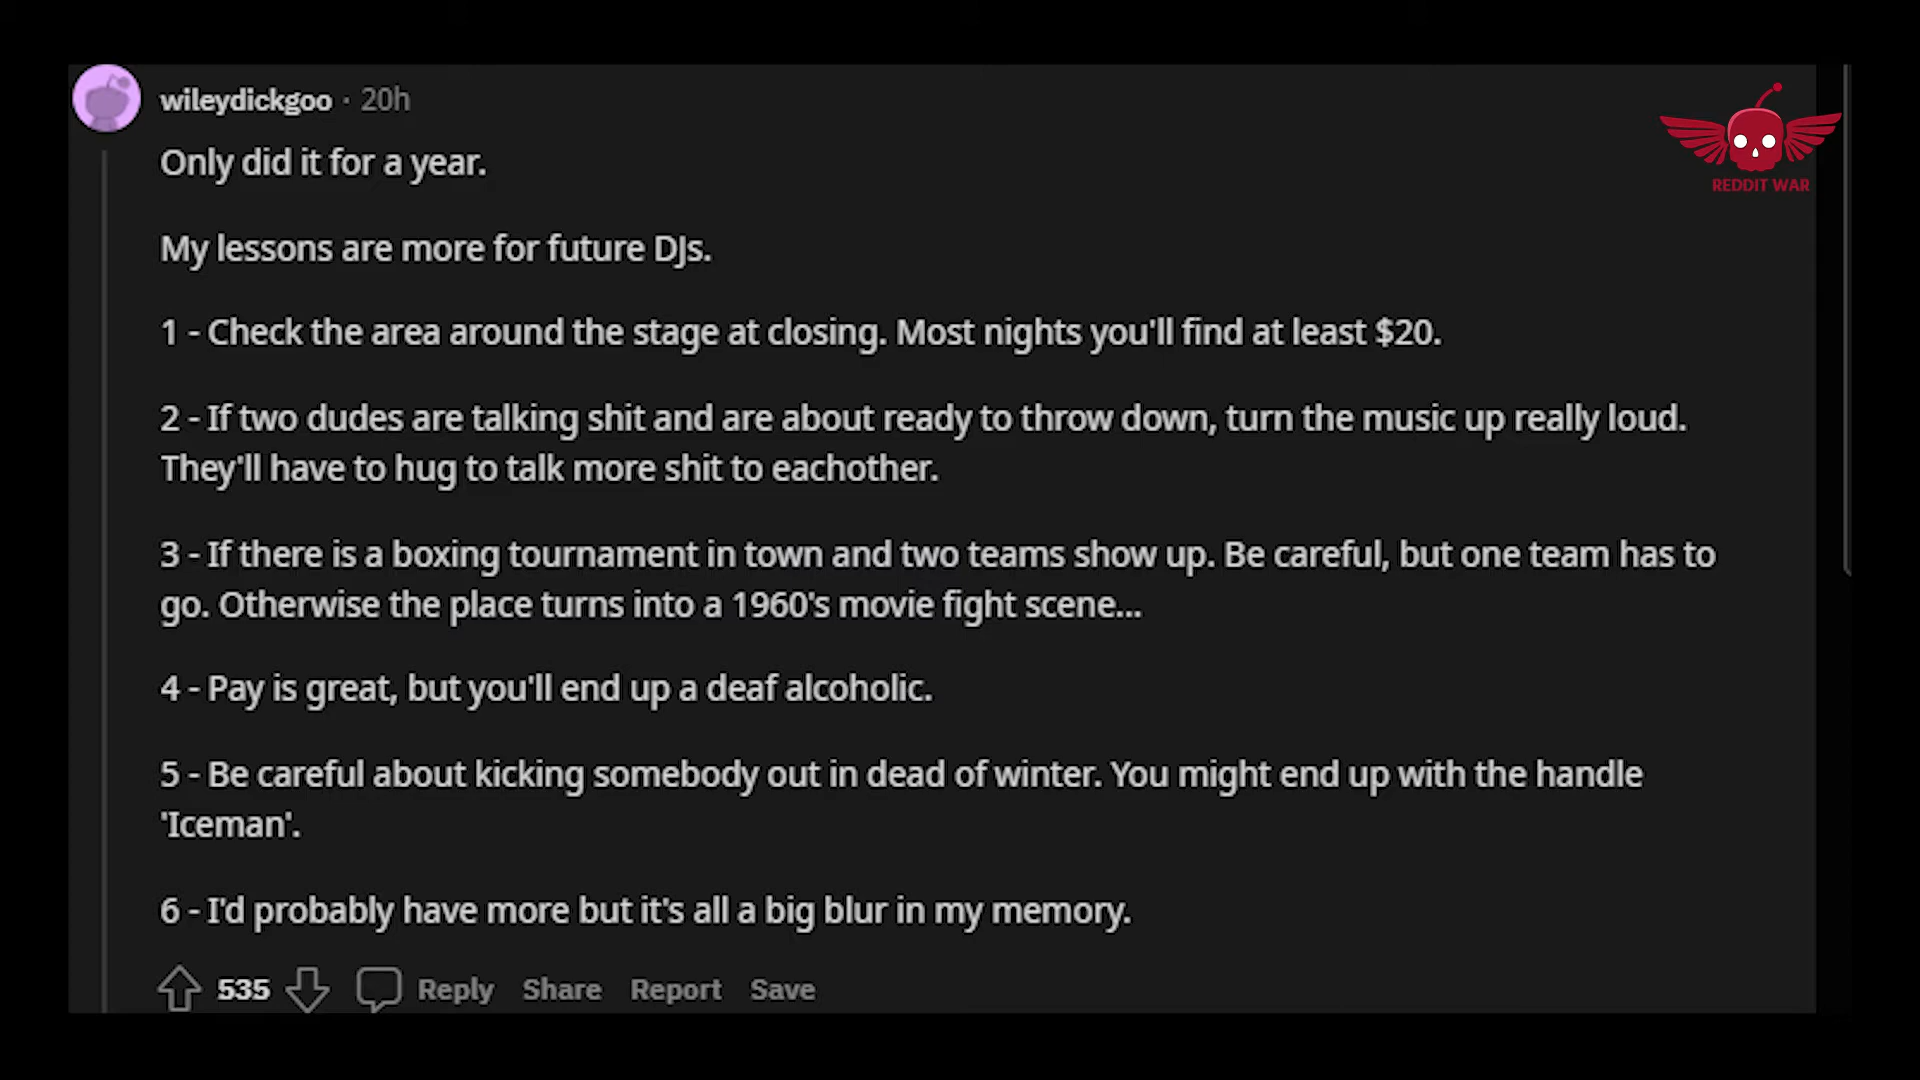 wileydickgoo · 20h
REDDIT WAR
Only did it for a year.
My lessons are more for future DJs.
1 - Check the area around the stage at closing. Most nights you'll find at least $20.
2 - If two dudes are talking shit and are about ready to throw down, turn the music up really loud.
They'll have to hug to talk more shit to eachother.
3 - If there is a boxing tournament in town and two teams show up. Be careful, but one team has to
go. Otherwise the place turns into a 1960's movie fight scene...
4 - Pay is great, but you'll end up a deaf alcoholic.
5 - Be careful about kicking somebody out in dead of winter. You might end up with the handle
'Iceman'.
6 - I'd probably have more but it's all a big blur in my memory.
535 Reply Share Report Save